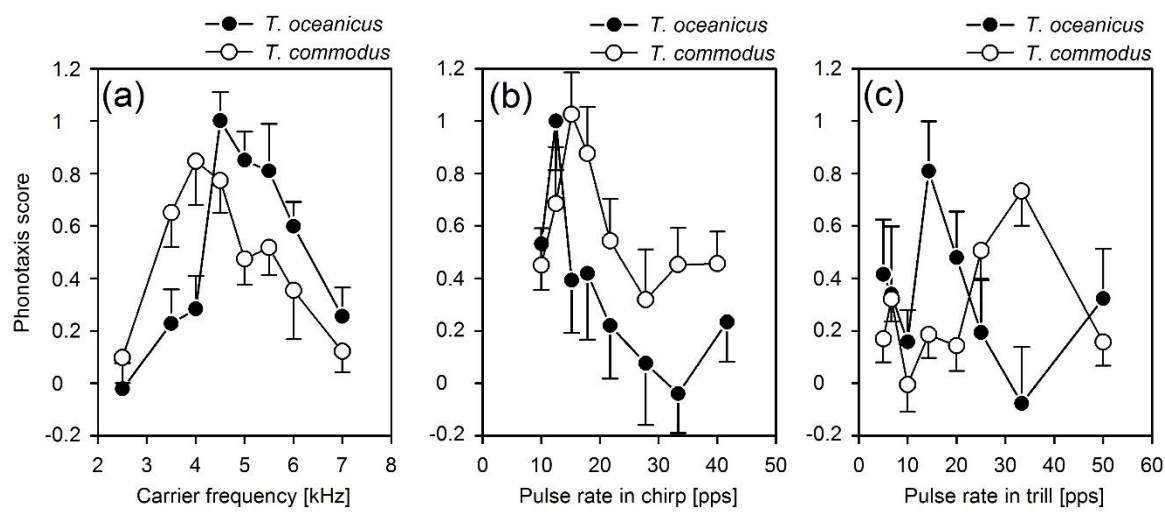 T. oceanicus
T. commodus
T. oceanicus
T. commodus
T. oceanicus
T. commodus
Phonotaxis score
(a)
1.2
1
0.8
0.6
0.4
0.2
0
-0.2
2 3 4 5 6 7 8
Carrier frequency [kHz]
(b)
1.2
1
0.8
0.6
0.4
0.2
0
-0.2
0 10 20 30 40 50
Pulse rate in chirp [pps]
(c)
1.2
1
0.8
0.6
0.4
0.2
0
-0.2
0 10 20 30 40 50 60
Pulse rate in trill [pps]